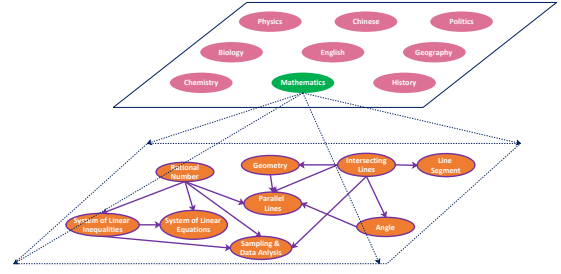 Physics
Chinese
Politics
Biology
English
Geography
Chemistry
Mathematics
History
Rational
Number
Geometry
Intersecting
Lines
Line
Segment
Parallel
Lines
System of Linear
Inequalities
System of Linear
Equations
Angle
Sampling &
Data Anlysis